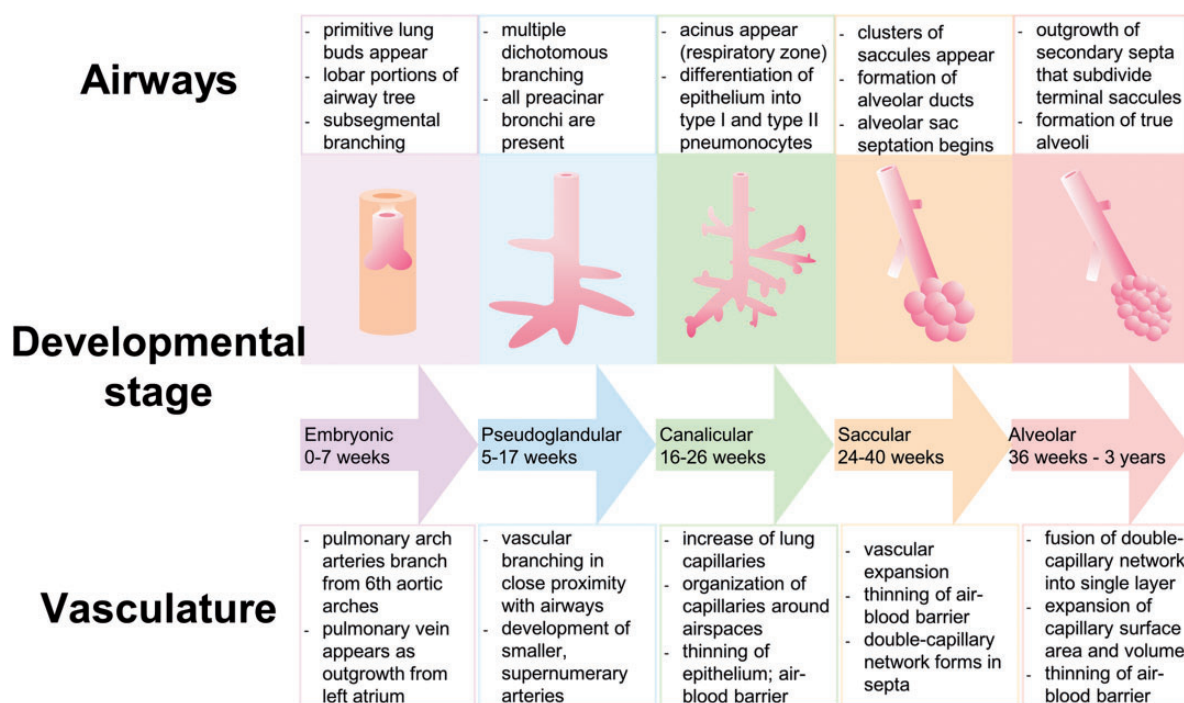 Airways
- primitive lung
buds appear
- lobar portions of
airway tree
- subsegmental
branching
- multiple
dichotomous
branching
- all preacinar
bronchi are
present
- acinus appear
(respiratory zone)
- differentiation of
epithelium into
type I and type II
pneumonocytes
- clusters of
saccules appear
- formation of
alveolar ducts
- alveolar sac
septation begins
- outgrowth of
secondary septa
that subdivide
terminal saccules
- formation of true
alveoli
Developmental
stage
Embryonic
0-7 weeks
Pseudoglandular
5-17 weeks
Canalicular
16-26 weeks
Saccular
24-40 weeks
Alveolar
36 weeks - 3 years
Vasculature
- pulmonary arch
arteries branch
from 6th aortic
arches
- pulmonary vein
appears as
outgrowth from
left atrium
- vascular
branching in
close proximity
with airways
- development of
smaller,
supernumerary
arteries
- increase of lung
capillaries
- organization of
capillaries around
airspaces
- thinning of
epithelium; air-
blood barrier
- vascular
expansion
- thinning of air-
blood barrier
- double-capillary
network forms in
septa
- fusion of double-
capillary network
into single layer
- expansion of
capillary surface
area and volume
- thinning of air-
blood barrier